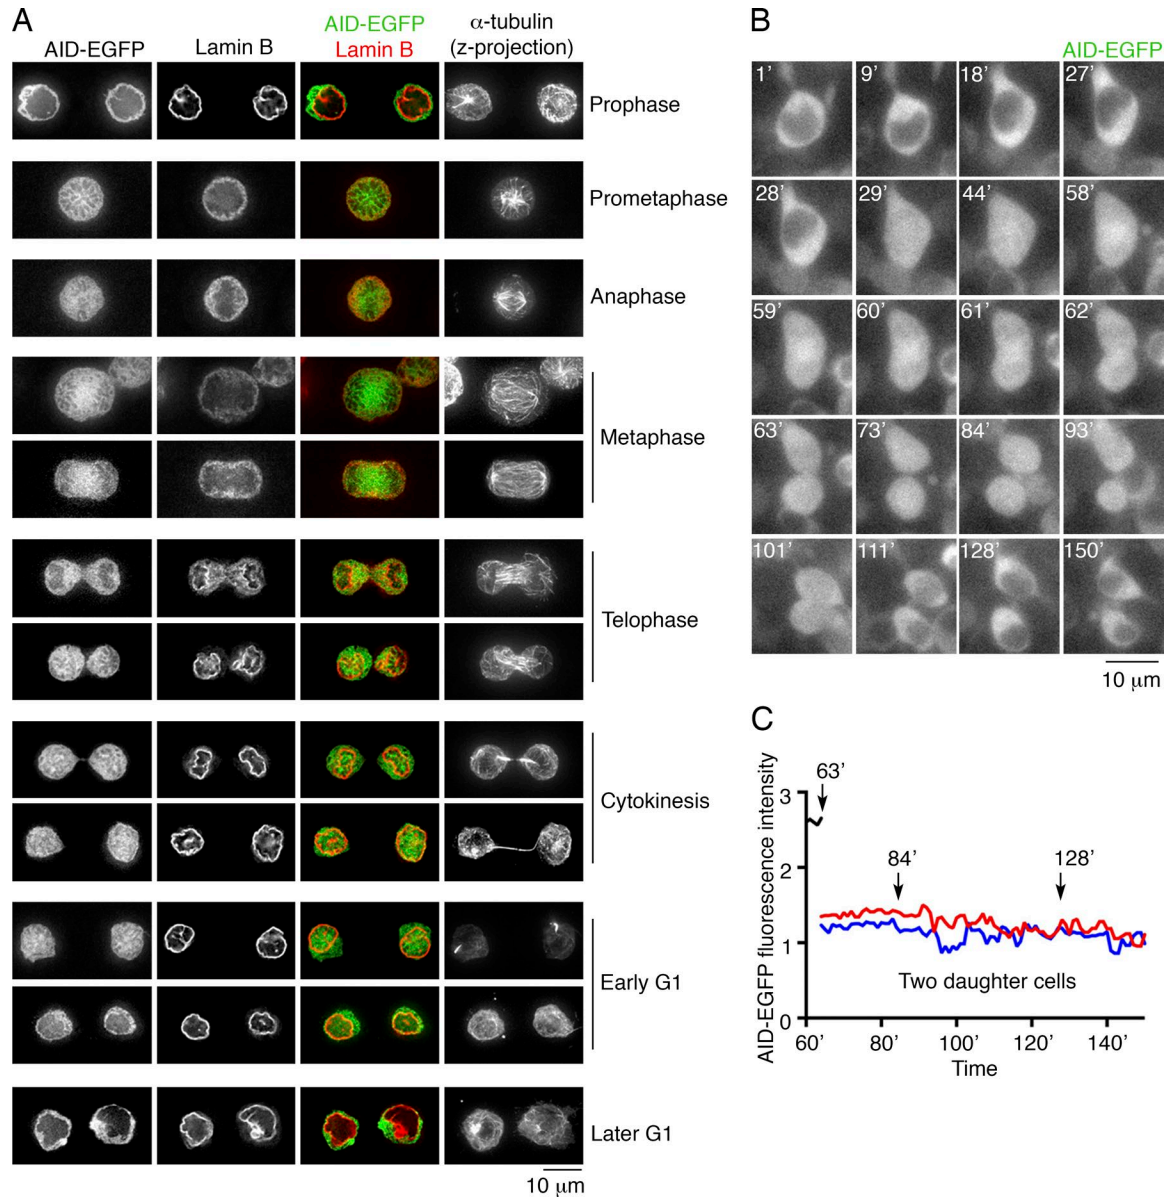 A
AID-EGFP
Lamin B
AID-EGFP
Lamin B
α-tubulin
(z-projection)
Prophase
Prometaphase
Anaphase
Metaphase
Telophase
Cytokinesis
Early G1
Later G1
10 μm
B
AID-EGFP
1’ 9’ 18’ 27’
28’ 29’ 44’ 58’
59’ 60’ 61’ 62’
63’ 73’ 84’ 93’
101’ 111’ 128’ 150’
10 μm
C
AID-EGFP fluorescence intensity
3
2
1
0
63’
84’
128’
Two daughter cells
60’ 80’ 100’ 120’ 140’
Time